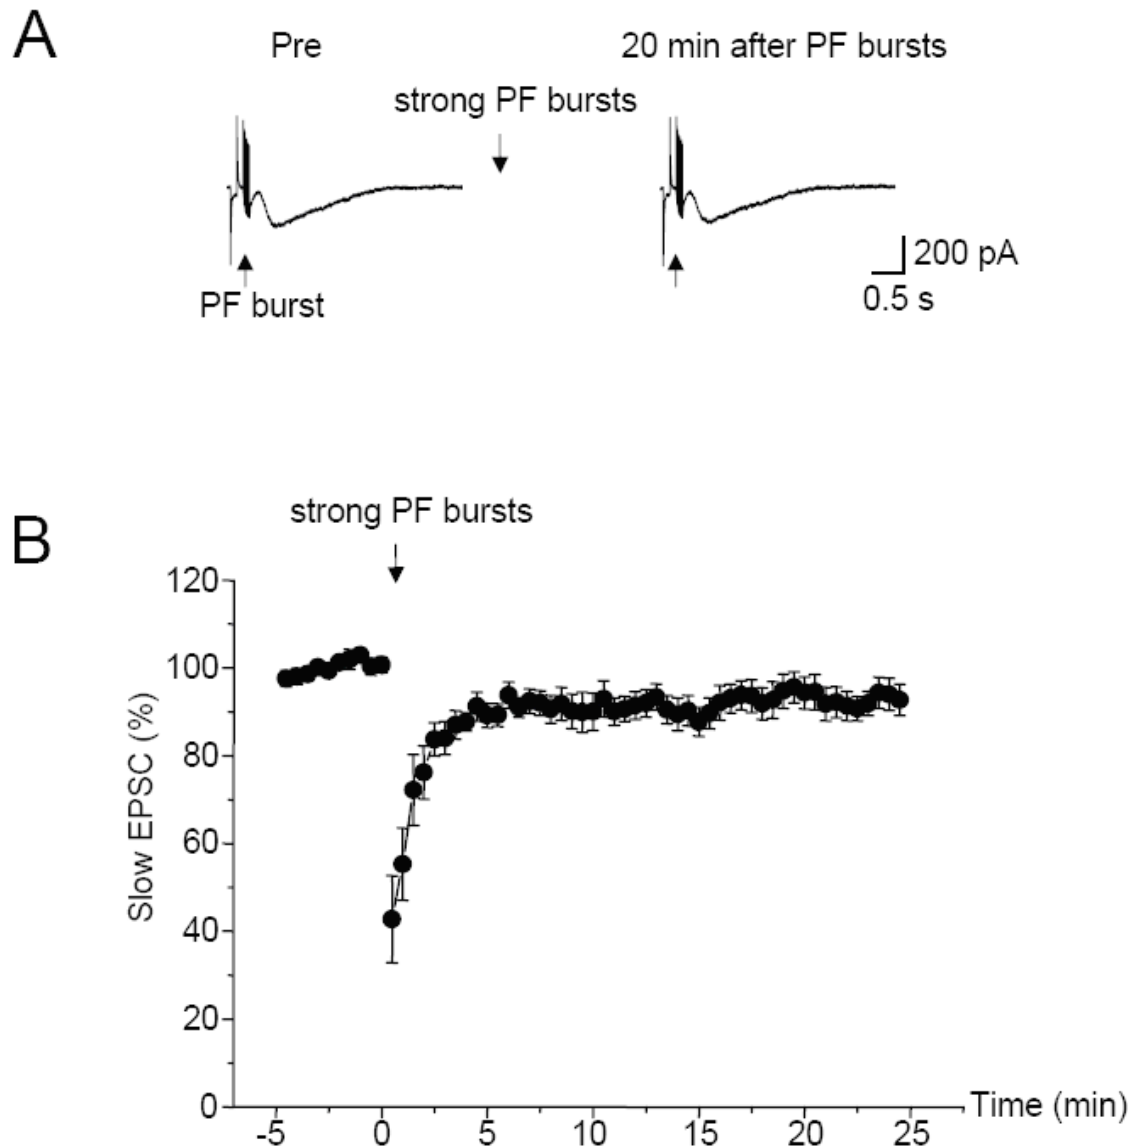 A
Pre
20 min after PF bursts
strong PF bursts
PF burst
200 pA
0.5 s
B
strong PF bursts
120
100
80
60
40
20
0
Slow EPSC (%)
-5 0 5 10 15 20 25
Time (min)